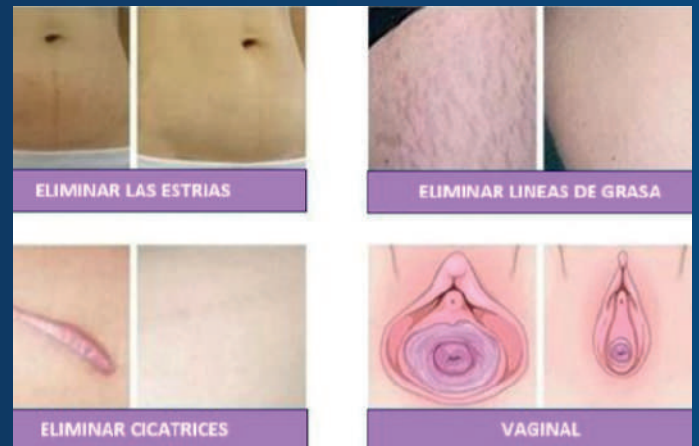 ELIMINAR LAS ESTRIAS
ELIMINAR LINEAS DE GRASA
ELIMINAR CICATRICES
VAGINAL